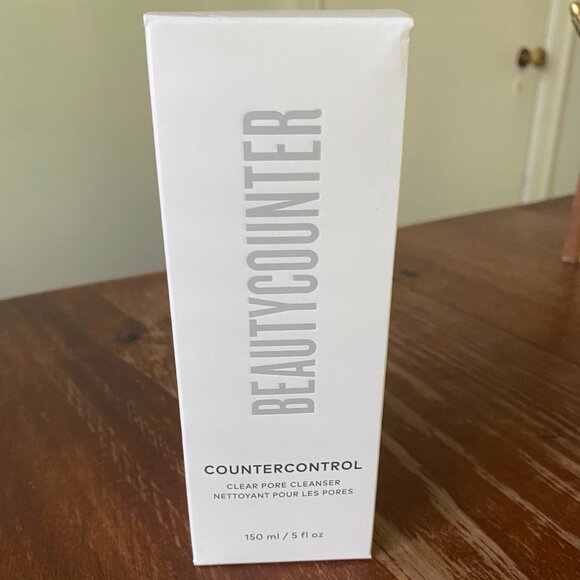 BEAUTYCOUNTER
COUNTERCONTROL
CLEAR PORE CLEANSER
NETTOYANT POUR LES PORES
150 ml / 5 fl oz